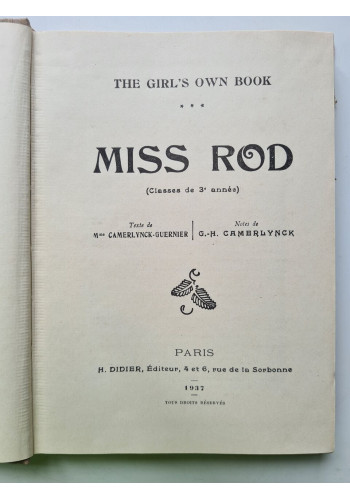 THE GIRL'S OWN BOOK
* * *
MISS ROD
(Classes de 3ᵉ année)
Texte de
Mᵐᵉ CAMERLYNCK-GUERNIER
Notes de
G.-H. CAMERLYNCK
PARIS
H. DIDIER, Éditeur, 4 et 6, rue de la Sorbonne
1937
TOUS DROITS RÉSERVÉS